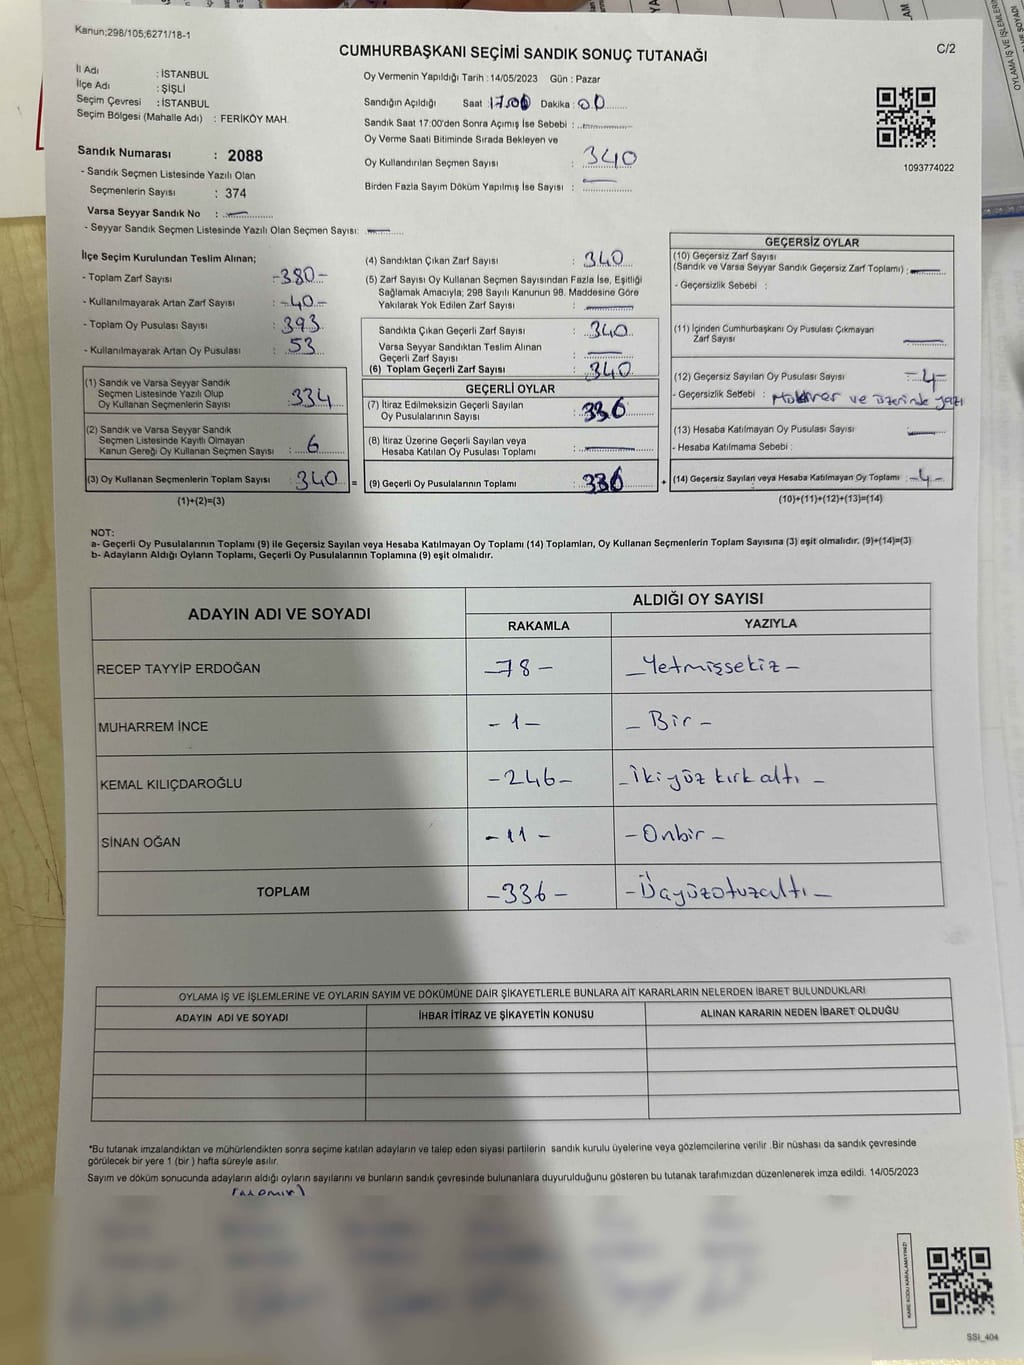 Kanun;298/105;6271/18-1
CUMHURBAŞKANI SEÇİMİ SANDIK SONUÇ TUTANAĞI
C/2
İl Adı : İSTANBUL
İlçe Adı : ŞİŞLİ
Seçim Çevresi : İSTANBUL
Seçim Bölgesi (Mahalle Adı) : FERİKÖY MAH.
Sandık Numarası : 2088
- Sandık Seçmen Listesinde Yazılı Olan
Seçmenlerin Sayısı : 374
Varsa Seyyar Sandık No :
- Seyyar Sandık Seçmen Listesinde Yazılı Olan Seçmen Sayısı:
Oy Vermenin Yapıldığı Tarih : 14/05/2023 Gün : Pazar
Sandığın Açıldığı Saat : 17.00 Dakika : 00
Sandık Saat 17:00'den Sonra Açımış İse Sebebi :
Oy Verme Saati Bitiminde Sırada Bekleyen ve
Oy Kullandırılan Seçmen Sayısı : 340
Birden Fazla Sayım Döküm Yapılmış İse Sayısı :
1093774022
İlçe Seçim Kurulundan Teslim Alınan;
- Toplam Zarf Sayısı : -380-
- Kullanılmayarak Artan Zarf Sayısı : -40-
- Toplam Oy Pusulası Sayısı : 393
- Kullanılmayarak Artan Oy Pusulası : 53
(1) Sandık ve Varsa Seyyar Sandık
Seçmen Listesinde Yazılı Olup
Oy Kullanan Seçmenlerin Sayısı : 334
(2) Sandık ve Varsa Seyyar Sandık
Seçmen Listesinde Kayıtlı Olmayan
Kanun Gereği Oy Kullanan Seçmen Sayısı : 6
(3) Oy Kullanan Seçmenlerin Toplam Sayısı : 340 =
(1)+(2)=(3)
(4) Sandıktan Çıkan Zarf Sayısı : 340
(5) Zarf Sayısı Oy Kullanan Seçmen Sayısından Fazla İse, Eşitliği
Sağlamak Amacıyla; 298 Sayılı Kanunun 98. Maddesine Göre
Yakılarak Yok Edilen Zarf Sayısı :
Sandıkta Çıkan Geçerli Zarf Sayısı : 340
Varsa Seyyar Sandıktan Teslim Alınan
Geçerli Zarf Sayısı :
(6) Toplam Geçerli Zarf Sayısı : 340
GEÇERLİ OYLAR
(7) İtiraz Edilmeksizin Geçerli Sayılan
Oy Pusulalarının Sayısı : 336
(8) İtiraz Üzerine Geçerli Sayılan veya
Hesaba Katılan Oy Pusulası Toplamı :
(9) Geçerli Oy Pusulalarının Toplamı : 336 +
GEÇERSİZ OYLAR
(10) Geçersiz Zarf Sayısı
(Sandık ve Varsa Seyyar Sandık Geçersiz Zarf Toplamı) :
- Geçersizlik Sebebi :
(11) İçinden Cumhurbaşkanı Oy Pusulası Çıkmayan
Zarf Sayısı :
(12) Geçersiz Sayılan Oy Pusulası Sayısı : -4-
- Geçersizlik Sebebi : ve üzerinde yazı
(13) Hesaba Katılmayan Oy Pusulası Sayısı :
- Hesaba Katılmama Sebebi :
(14) Geçersiz Sayılan veya Hesaba Katılmayan Oy Toplamı : -4-
(10)+(11)+(12)+(13)=(14)
NOT:
a- Geçerli Oy Pusulalarının Toplamı (9) ile Geçersiz Sayılan veya Hesaba Katılmayan Oy Toplamı (14) Toplamları, Oy Kullanan Seçmenlerin Toplam Sayısına (3) eşit olmalıdır. (9)+(14)=(3)
b- Adayların Aldığı Oyların Toplamı, Geçerli Oy Pusulalarının Toplamına (9) eşit olmalıdır.
ADAYIN ADI VE SOYADI
ALDIĞI OY SAYISI
RAKAMLA YAZIYLA
RECEP TAYYİP ERDOĞAN -78- -Yetmişsekiz-
MUHARREM İNCE -1- -Bir-
KEMAL KILIÇDAROĞLU -246- -İkiyüz kırk altı-
SİNAN OĞAN -11- -Onbir-
TOPLAM -336- -Üçyüzotuzaltı-
OYLAMA İŞ VE İŞLEMLERİNE VE OYLARIN SAYIM VE DÖKÜMÜNE DAİR ŞİKAYETLERLE BUNLARA AİT KARARLARIN NELERDEN İBARET BULUNDUKLARI
ADAYIN ADI VE SOYADI İHBAR İTİRAZ VE ŞİKAYETİN KONUSU ALINAN KARARIN NEDEN İBARET OLDUĞU
*Bu tutanak imzalandıktan ve mühürlendikten sonra seçime katılan adayların ve talep eden siyasi partilerin sandık kurulu üyelerine veya gözlemcilerine verilir .Bir nüshası da sandık çevresinde
görülecek bir yere 1 (bir ) hafta süreyle asılır.
Sayım ve döküm sonucunda adayların aldığı oyların sayılarını ve bunların sandık çevresinde bulunanlara duyurulduğunu gösteren bu tutanak tarafımızdan düzenlenerek imza edildi. 14/05/2023
KARE KODU KARALAMAYINIZ!
SSİ_404